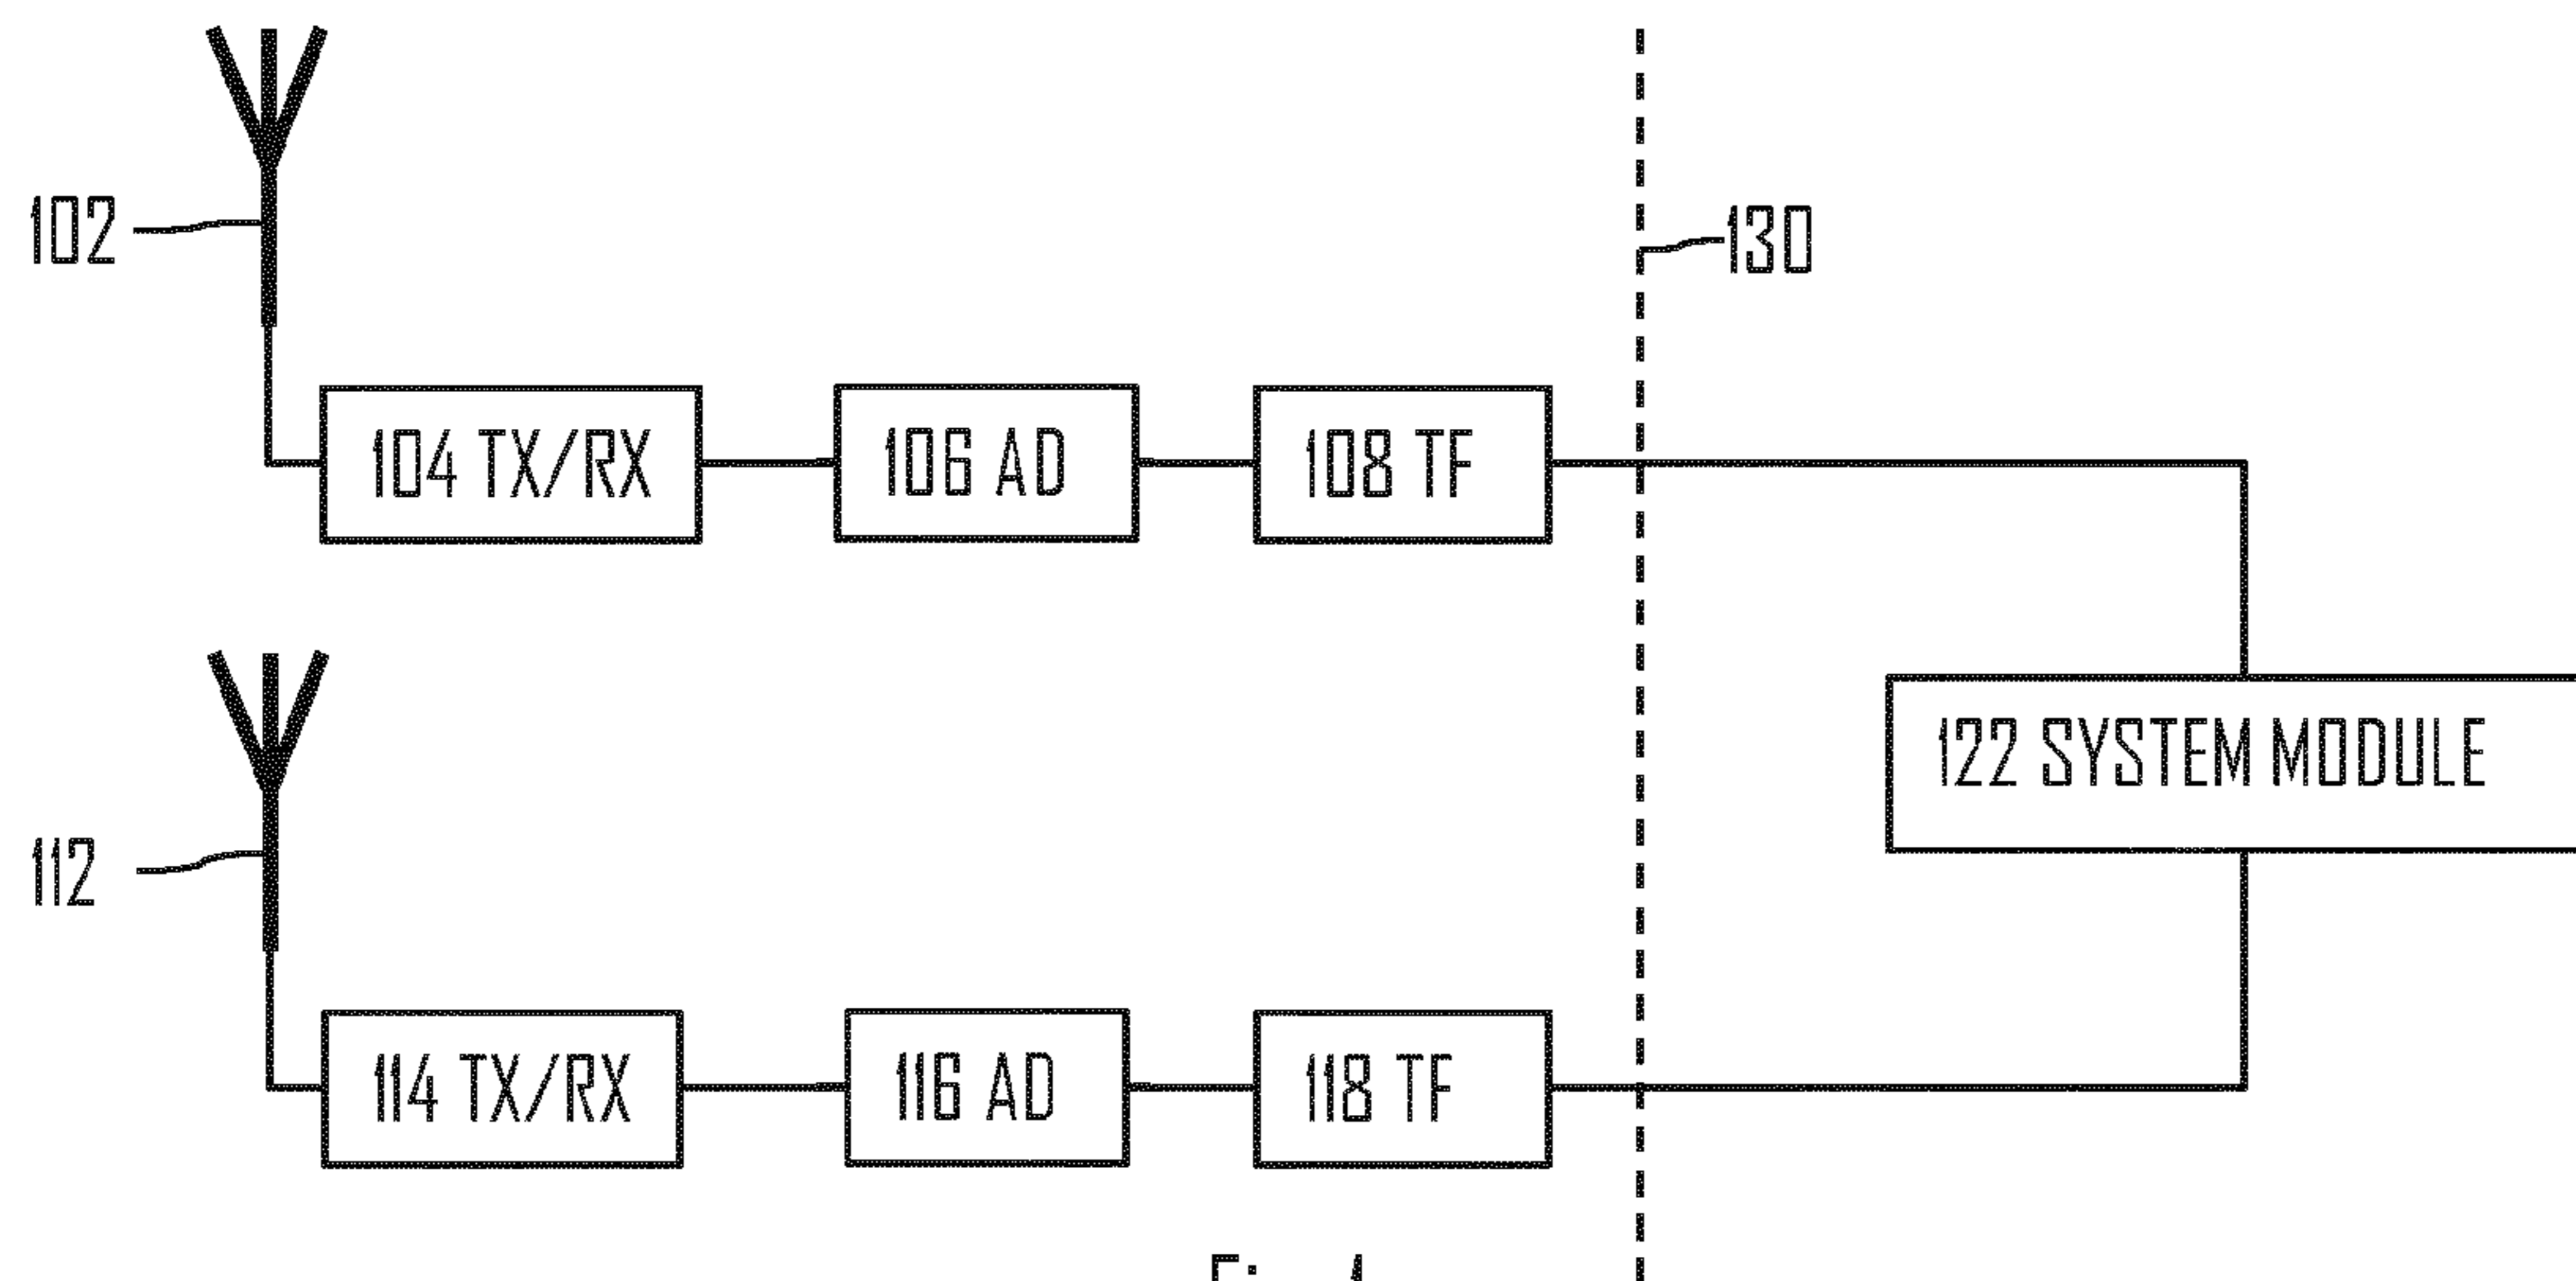 102
130
104 TX/RX
106 AD
108 TF
122 SYSTEM MODULE
112
114 TX/RX
116 AD
118 TF